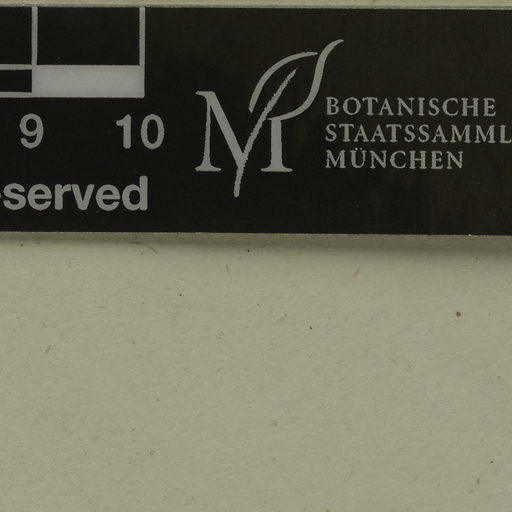 9 10
BOTANISCHE
STAATSSAMML
MÜNCHEN
served